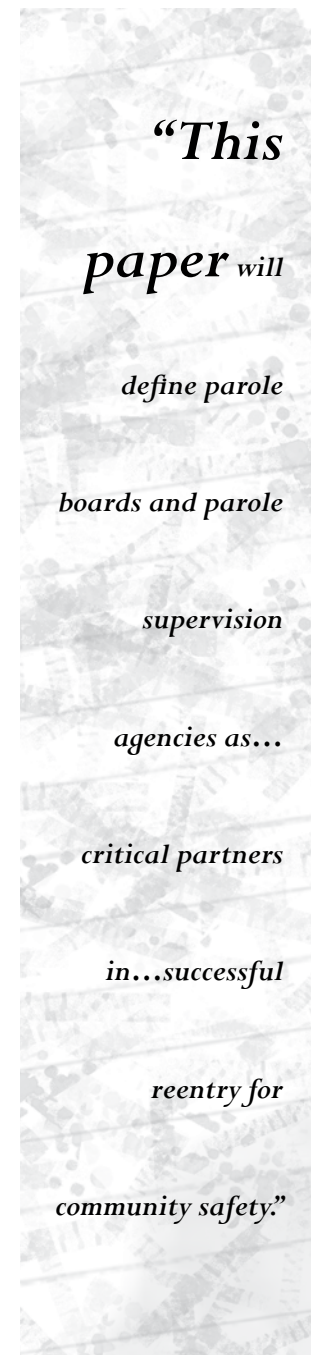 “This
paper will
define parole
boards and parole
supervision
agencies as…
critical partners
in…successful
reentry for
community safety.”